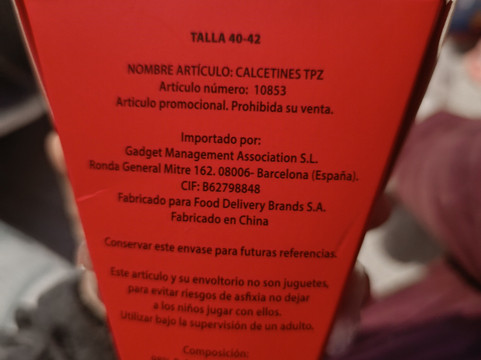 TALLA 40-42
NOMBRE ARTÍCULO: CALCETINES TPZ
Artículo número: 10853
Artículo promocional. Prohibida su venta.
Importado por:
Gadget Management Association S.L.
Ronda General Mitre 162. 08006- Barcelona (España).
CIF: B62798848
Fabricado para Food Delivery Brands S.A.
Fabricado en China
Conservar este envase para futuras referencias.
Este artículo y su envoltorio no son juguetes,
para evitar riesgos de asfixia no dejar
a los niños jugar con ellos.
Utilizar bajo la supervisión de un adulto.
Composición: